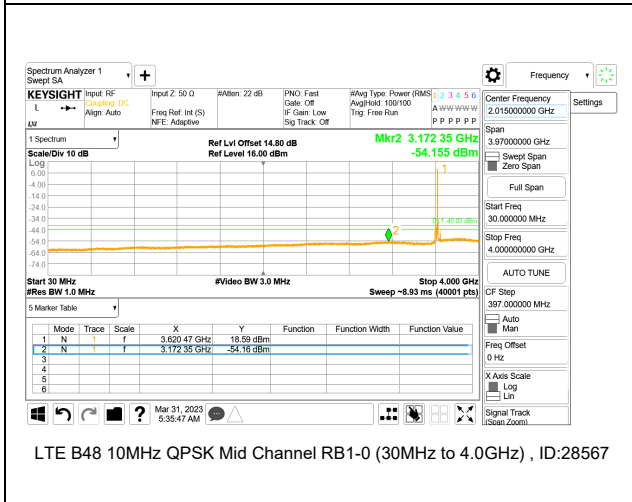 Spectrum Analyzer 1
Swept SA
+
Frequency
KEYSIGHT
L
Input: RF
Coupling: DC
Align: Auto
Input Z: 50 Ω
Freq Ref: Int (S)
NFE: Adaptive
#Atten: 22 dB
PNO: Fast
Gate: Off
IF Gain: Low
Sig Track: Off
#Avg Type: Power (RMS
Avg|Hold: 100/100
Trig: Free Run
1 2 3 4 5 6
A W W W W W
P P P P P P
Center Frequency
2.015000000 GHz
Settings
1 Spectrum
Scale/Div 10 dB
Ref Lvl Offset 14.80 dB
Ref Level 16.00 dBm
Mkr2 3.172 35 GHz
-54.155 dBm
Span
3.97000000 GHz
Swept Span
Zero Span
Full Span
Start Freq
30.000000 MHz
Stop Freq
4.000000000 GHz
AUTO TUNE
CF Step
397.000000 MHz
Auto
Man
Freq Offset
0 Hz
X Axis Scale
Log
Lin
Signal Track
(Span Zoom)
Log
6.00
-4.00
-14.0
-24.0
-34.0
-44.0
-54.0
-64.0
-74.0
1
2
-40.00 dBm
Start 30 MHz
#Res BW 1.0 MHz
#Video BW 3.0 MHz
Stop 4.000 GHz
Sweep ~8.93 ms (40001 pts)
5 Marker Table
Mode Trace Scale X Y Function Function Width Function Value
1 N 1 f 3.620 47 GHz 18.59 dBm
2 N 1 f 3.172 35 GHz -54.16 dBm
3
4
5
6
?
Mar 31, 2023
5:35:47 AM
LTE B48 10MHz QPSK Mid Channel RB1-0 (30MHz to 4.0GHz) , ID:28567